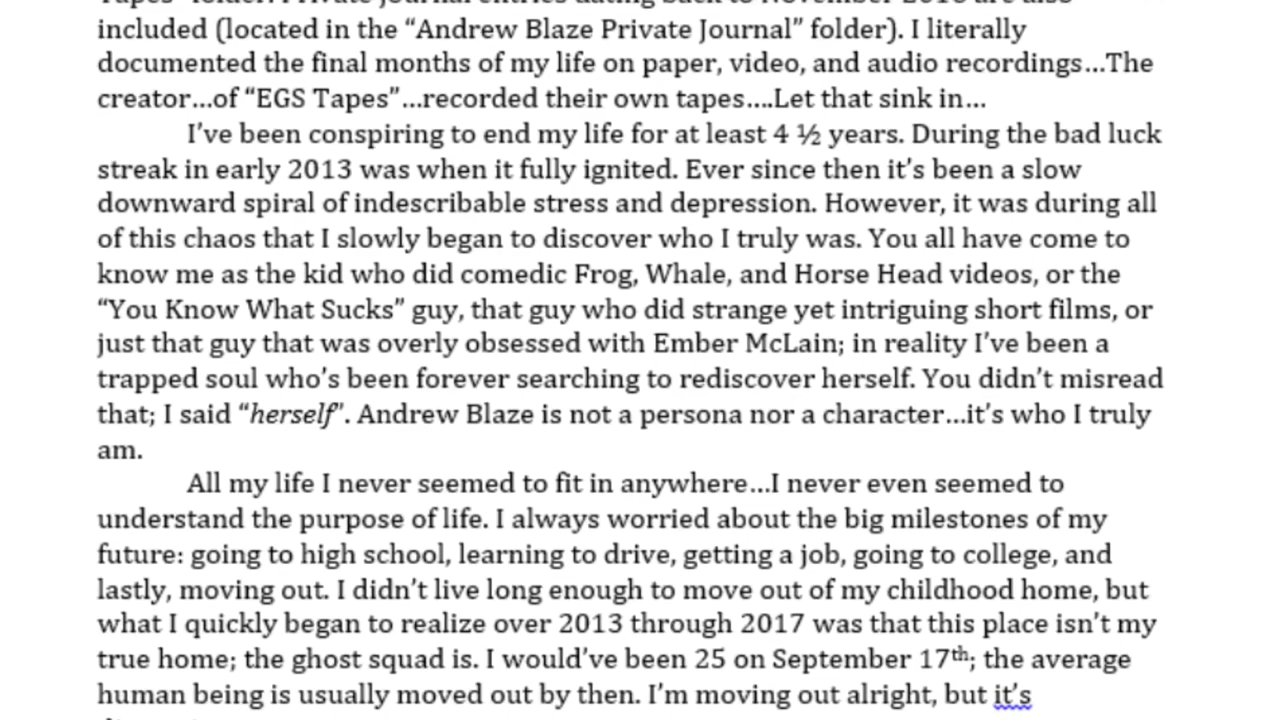 included (located in the “Andrew Blaze Private Journal” folder). I literally
documented the final months of my life on paper, video, and audio recordings…The
creator…of “EGS Tapes”…recorded their own tapes….Let that sink in…
I’ve been conspiring to end my life for at least 4 ½ years. During the bad luck
streak in early 2013 was when it fully ignited. Ever since then it’s been a slow
downward spiral of indescribable stress and depression. However, it was during all
of this chaos that I slowly began to discover who I truly was. You all have come to
know me as the kid who did comedic Frog, Whale, and Horse Head videos, or the
“You Know What Sucks” guy, that guy who did strange yet intriguing short films, or
just that guy that was overly obsessed with Ember McLain; in reality I’ve been a
trapped soul who’s been forever searching to rediscover herself. You didn’t misread
that; I said “herself”. Andrew Blaze is not a persona nor a character…it’s who I truly
am.
All my life I never seemed to fit in anywhere…I never even seemed to
understand the purpose of life. I always worried about the big milestones of my
future: going to high school, learning to drive, getting a job, going to college, and
lastly, moving out. I didn’t live long enough to move out of my childhood home, but
what I quickly began to realize over 2013 through 2017 was that this place isn’t my
true home; the ghost squad is. I would’ve been 25 on September 17th; the average
human being is usually moved out by then. I’m moving out alright, but it’s